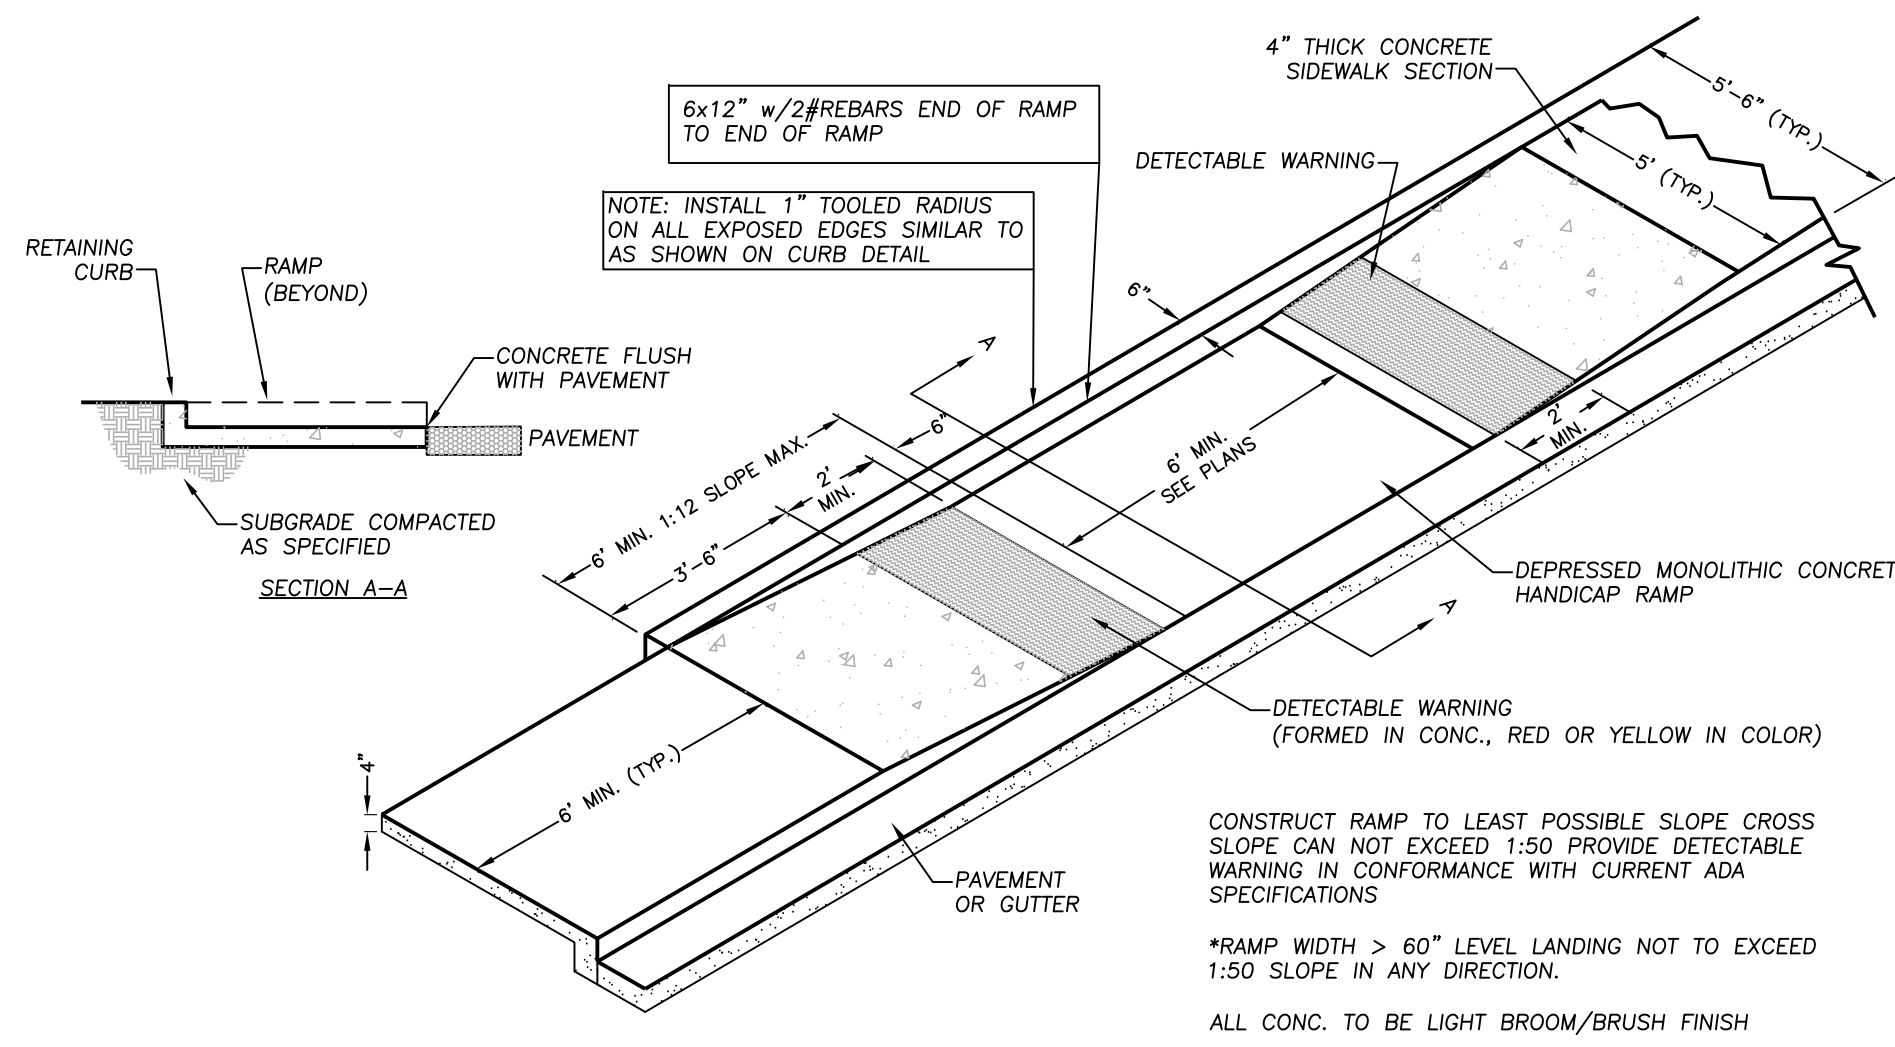 4” THICK CONCRETE
SIDEWALK SECTION
5’–6” (TYP.)
5’ (TYP.)
6x12” w/2#REBARS END OF RAMP
TO END OF RAMP
DETECTABLE WARNING
NOTE: INSTALL 1” TOOLED RADIUS
ON ALL EXPOSED EDGES SIMILAR TO
AS SHOWN ON CURB DETAIL
RETAINING
CURB
RAMP
(BEYOND)
CONCRETE FLUSH
WITH PAVEMENT
PAVEMENT
SUBGRADE COMPACTED
AS SPECIFIED
SECTION A–A
6”
A
6’ MIN. 1:12 SLOPE MAX.
6”
2’
MIN.
3’–6”
6’ MIN.
SEE PLANS
2’
MIN.
DEPRESSED MONOLITHIC CONCRET
HANDICAP RAMP
A
DETECTABLE WARNING
(FORMED IN CONC., RED OR YELLOW IN COLOR)
4”
6’ MIN. (TYP.)
PAVEMENT
OR GUTTER
CONSTRUCT RAMP TO LEAST POSSIBLE SLOPE CROSS
SLOPE CAN NOT EXCEED 1:50 PROVIDE DETECTABLE
WARNING IN CONFORMANCE WITH CURRENT ADA
SPECIFICATIONS
*RAMP WIDTH > 60” LEVEL LANDING NOT TO EXCEED
1:50 SLOPE IN ANY DIRECTION.
ALL CONC. TO BE LIGHT BROOM/BRUSH FINISH